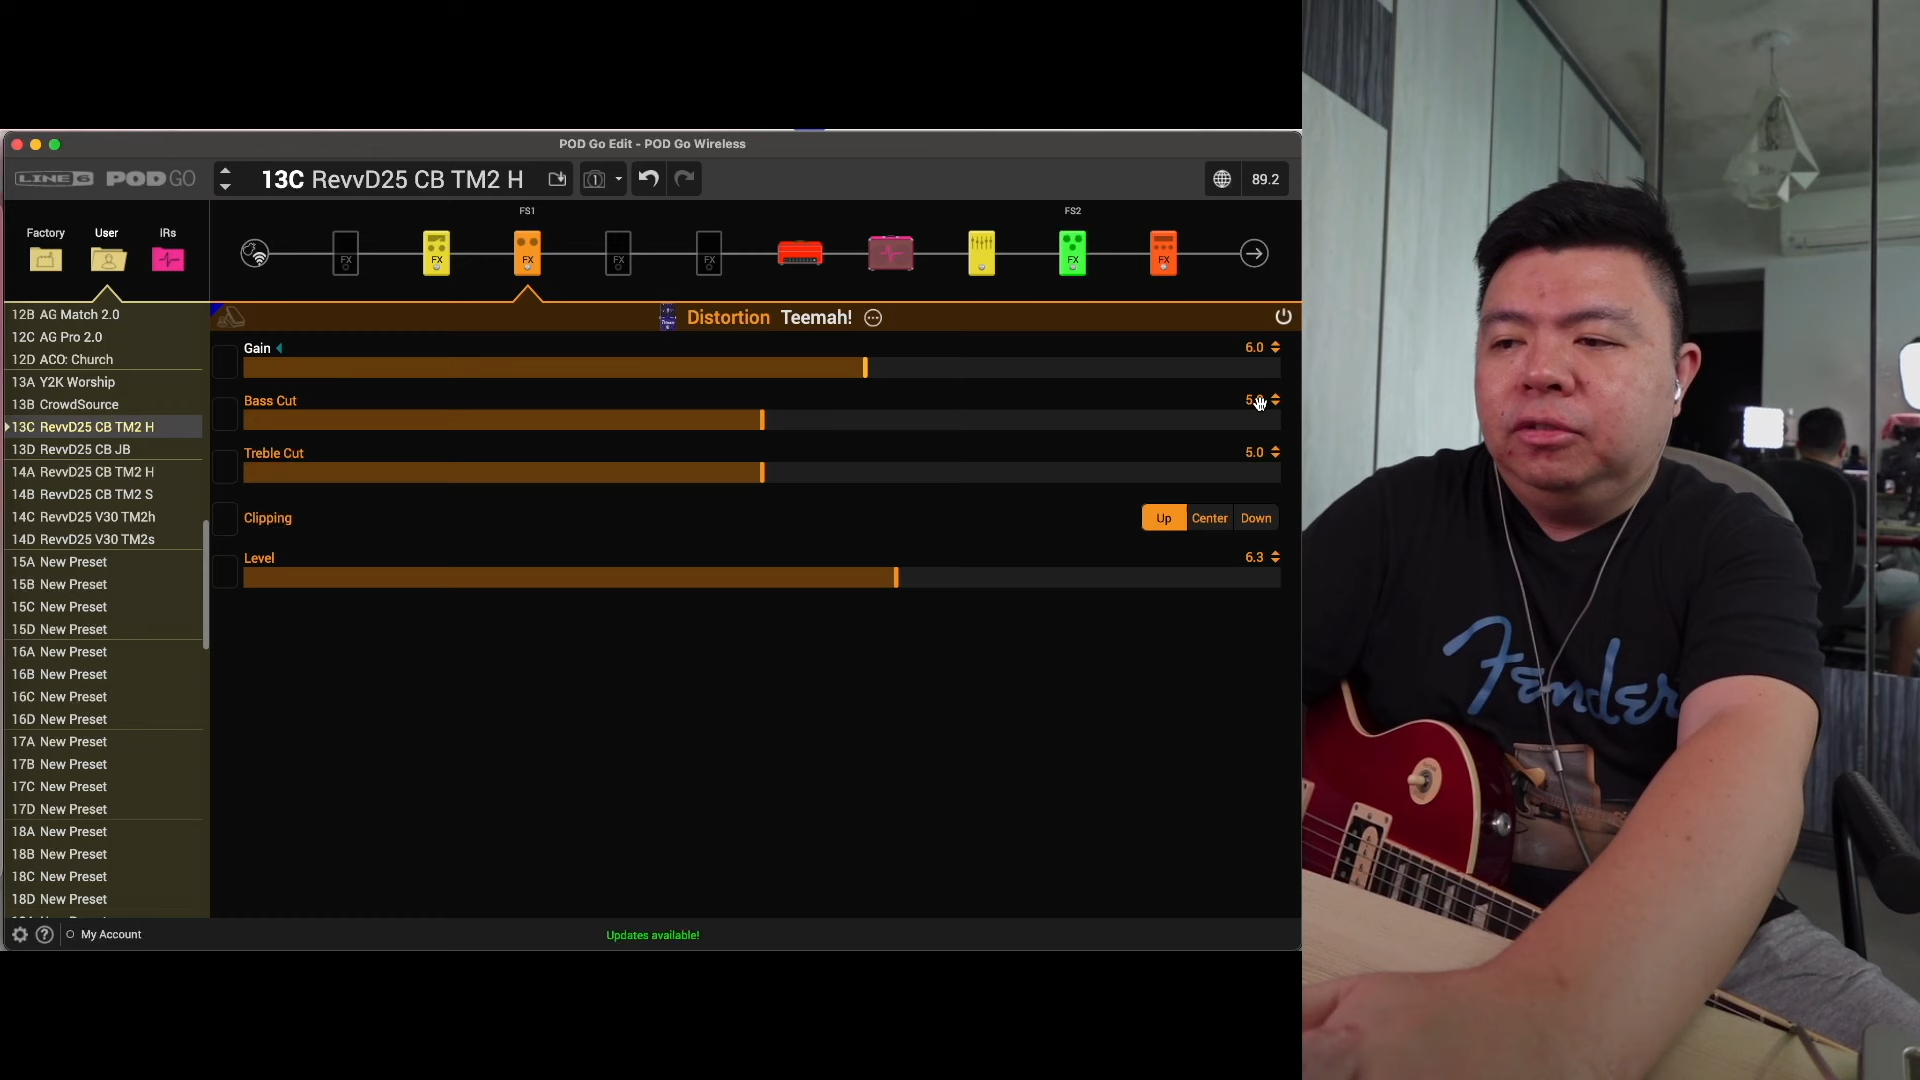 POD Go Edit - POD Go Wireless
LINE 6 POD GO
13C RevvD25 CB TM2 H
1
89.2
FS1
FS2
Factory
User
IRs
FX
FX
FX
FX
FX
FX
FX
Distortion Teemah!
12B AG Match 2.0
12C AG Pro 2.0
12D ACO: Church
13A Y2K Worship
13B CrowdSource
13C RevvD25 CB TM2 H
13D RevvD25 CB JB
14A RevvD25 CB TM2 H
14B RevvD25 CB TM2 S
14C RevvD25 V30 TM2h
14D RevvD25 V30 TM2s
15A New Preset
15B New Preset
15C New Preset
15D New Preset
16A New Preset
16B New Preset
16C New Preset
16D New Preset
17A New Preset
17B New Preset
17C New Preset
17D New Preset
18A New Preset
18B New Preset
18C New Preset
18D New Preset
Gain
6.0
Bass Cut
Treble Cut
5.0
Clipping
Up
Center
Down
Level
6.3
My Account
Updates available!
Fender